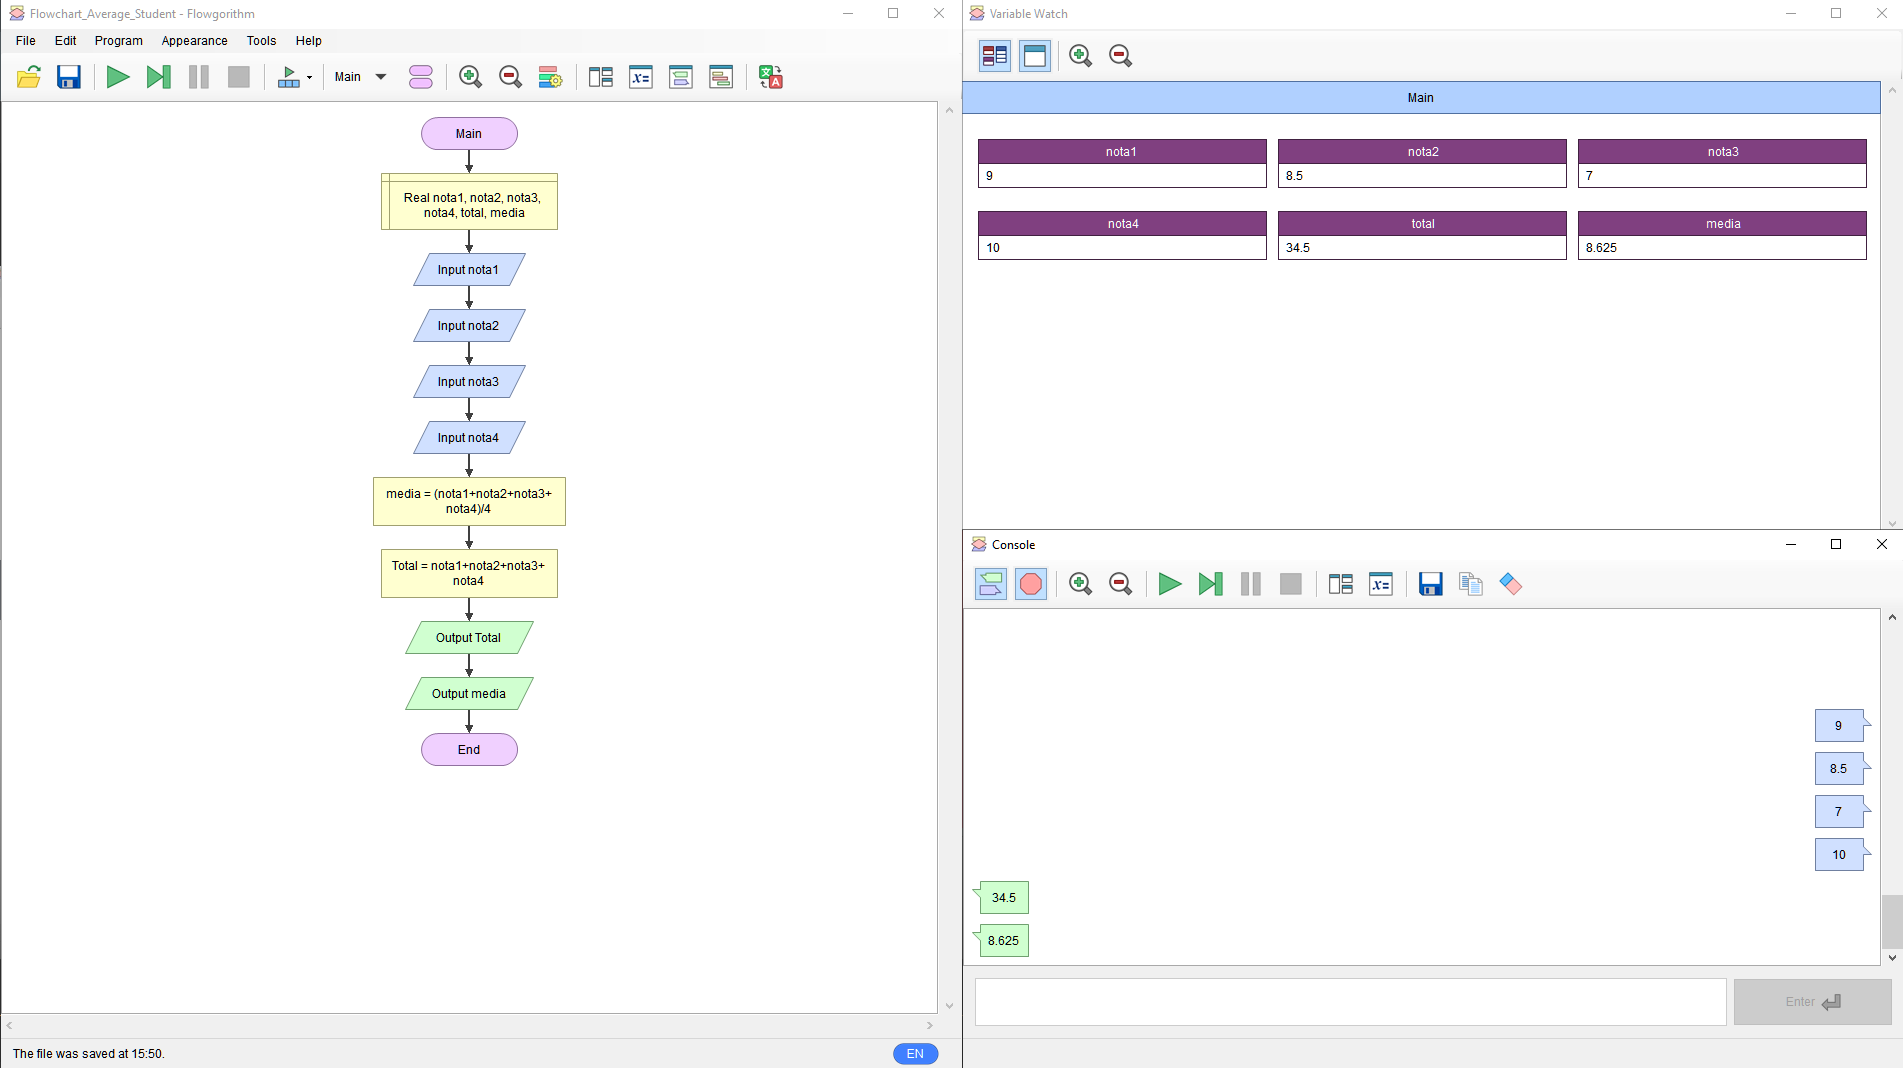 Flowchart_Average_Student - Flowgorithm
File Edit Program Appearance Tools Help
Main
Main
Real nota1, nota2, nota3,
nota4, total, media
Input nota1
Input nota2
Input nota3
Input nota4
media = (nota1+nota2+nota3+
nota4)/4
Total = nota1+nota2+nota3+
nota4
Output Total
Output media
End
The file was saved at 15:50.
EN
Variable Watch
Main
nota1 nota2 nota3
9 8.5 7
nota4 total media
10 34.5 8.625
Console
9
8.5
7
10
34.5
8.625
Enter